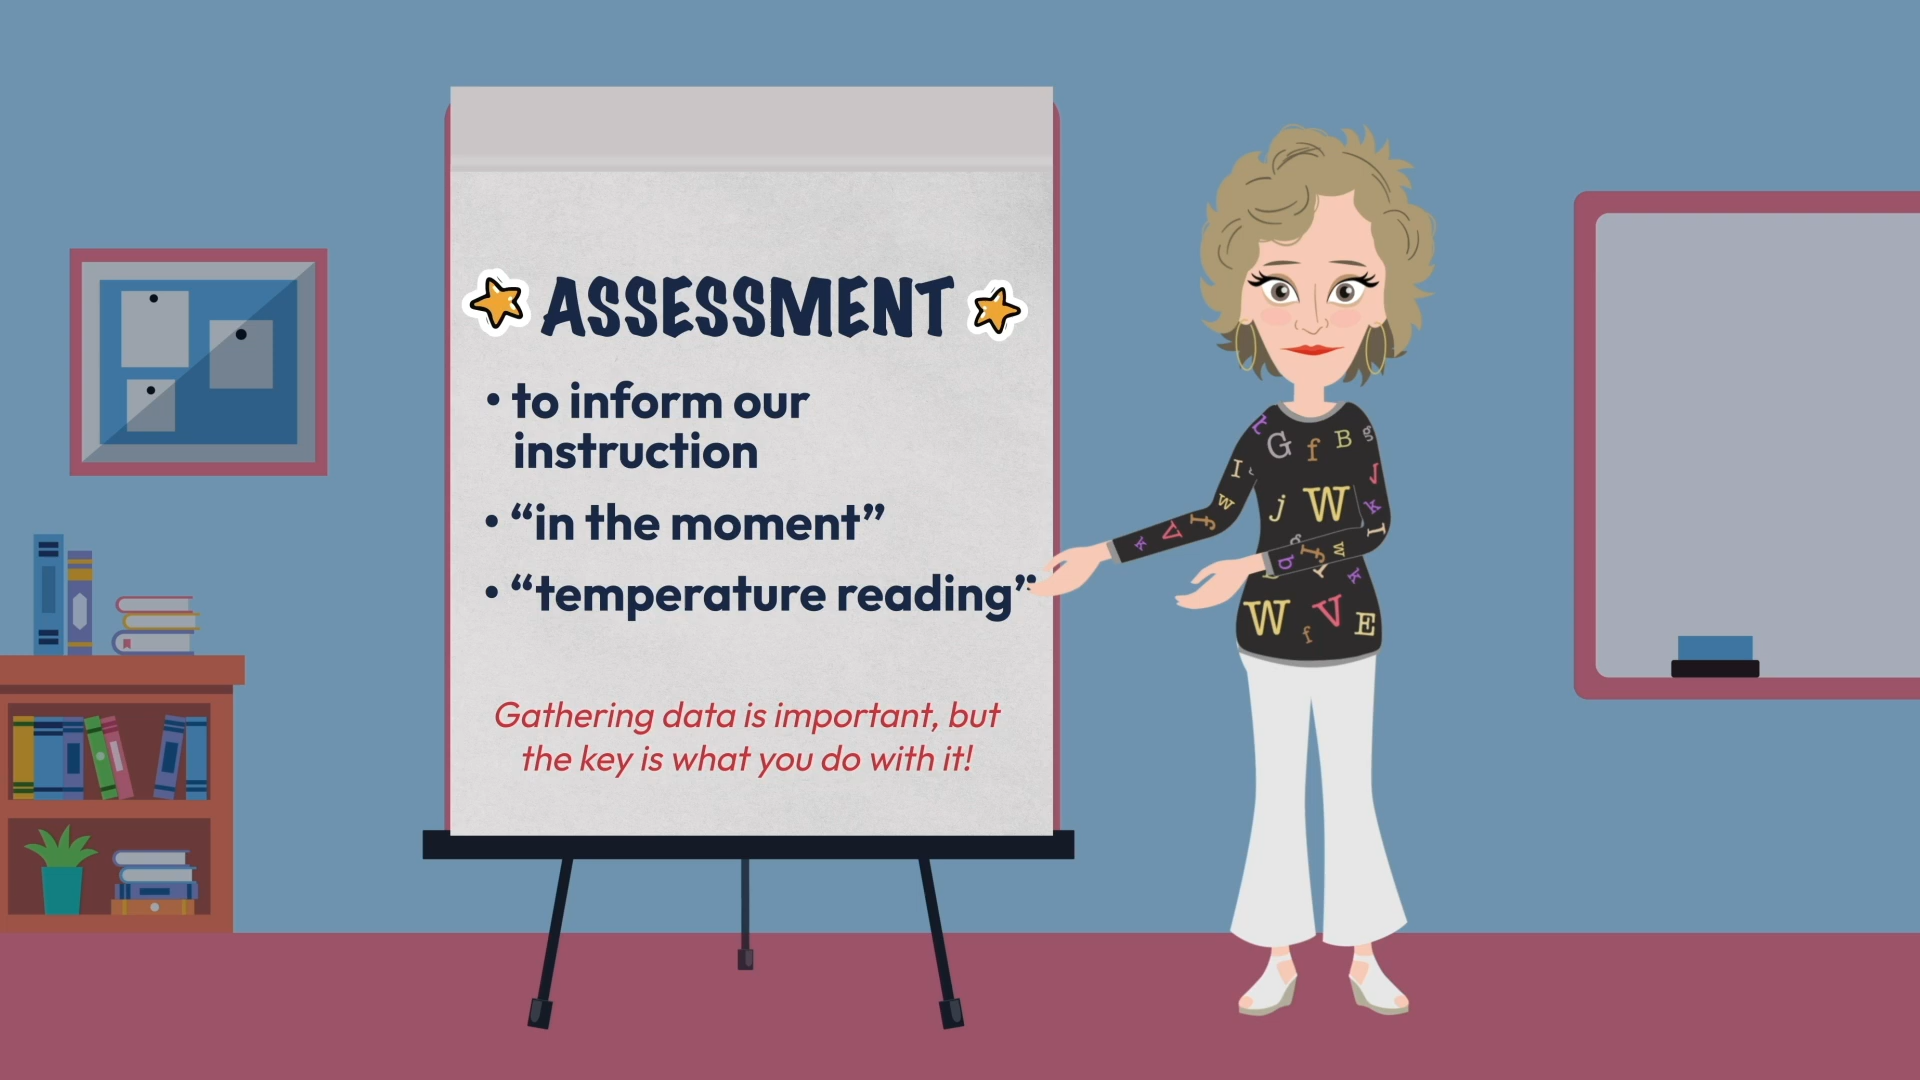 ASSESSMENT
• to inform our
instruction
• “in the moment”
• “temperature reading”
Gathering data is important, but
the key is what you do with it!
t G f B g
I J
w j W k
k V f I
g f w
b t k
W f V E